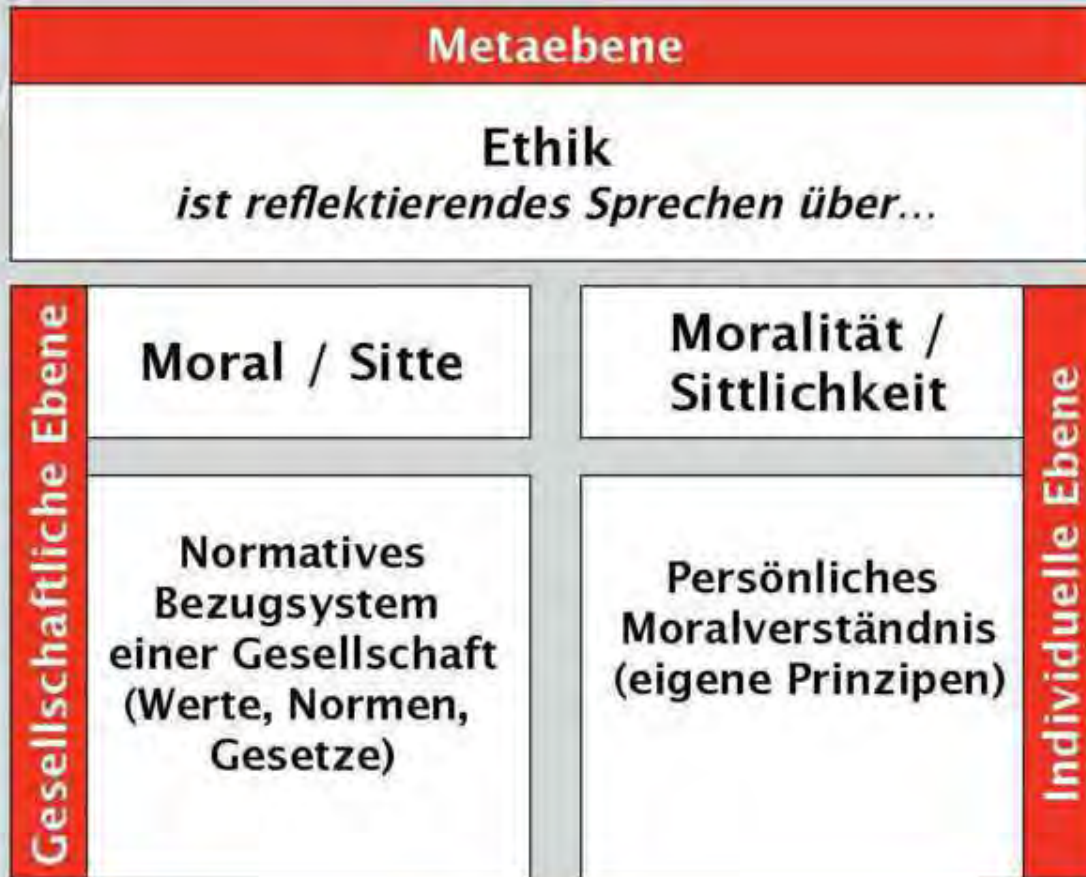 Metaebene
Ethik
ist reflektierendes Sprechen über...
Gesellschaftliche Ebene
Moral / Sitte
Normatives
Bezugsystem
einer Gesellschaft
(Werte, Normen,
Gesetze)
Moralität /
Sittlichkeit
Persönliches
Moralverständnis
(eigene Prinzipen)
Individuelle Ebene